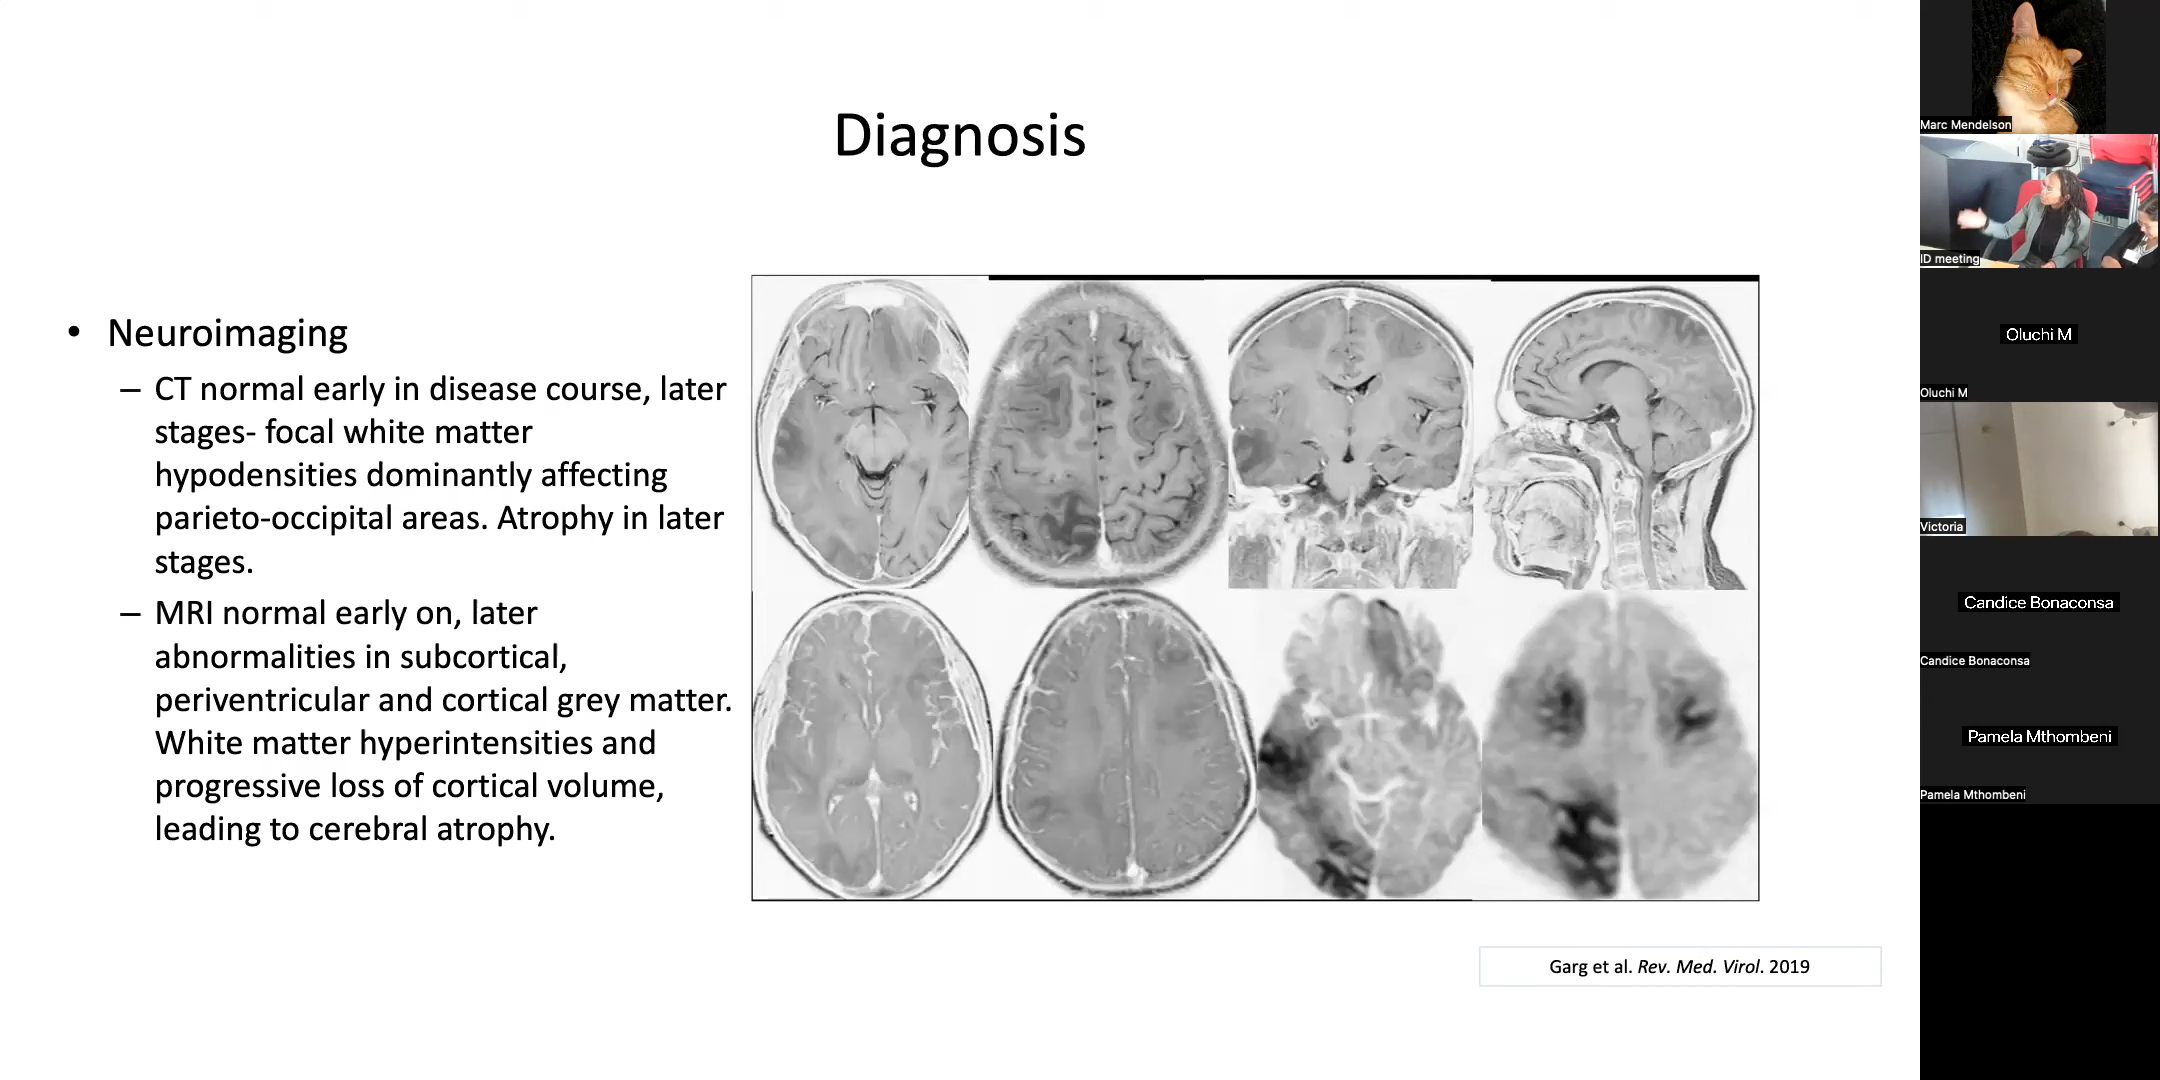 Diagnosis
• Neuroimaging
– CT normal early in disease course, later
stages- focal white matter
hypodensities dominantly affecting
parieto-occipital areas. Atrophy in later
stages.
– MRI normal early on, later
abnormalities in subcortical,
periventricular and cortical grey matter.
White matter hyperintensities and
progressive loss of cortical volume,
leading to cerebral atrophy.
Garg et al. Rev. Med. Virol. 2019
Marc Mendelson
ID meeting
Oluchi M
Oluchi M
Victoria
Candice Bonaconsa
Candice Bonaconsa
Pamela Mthombeni
Pamela Mthombeni